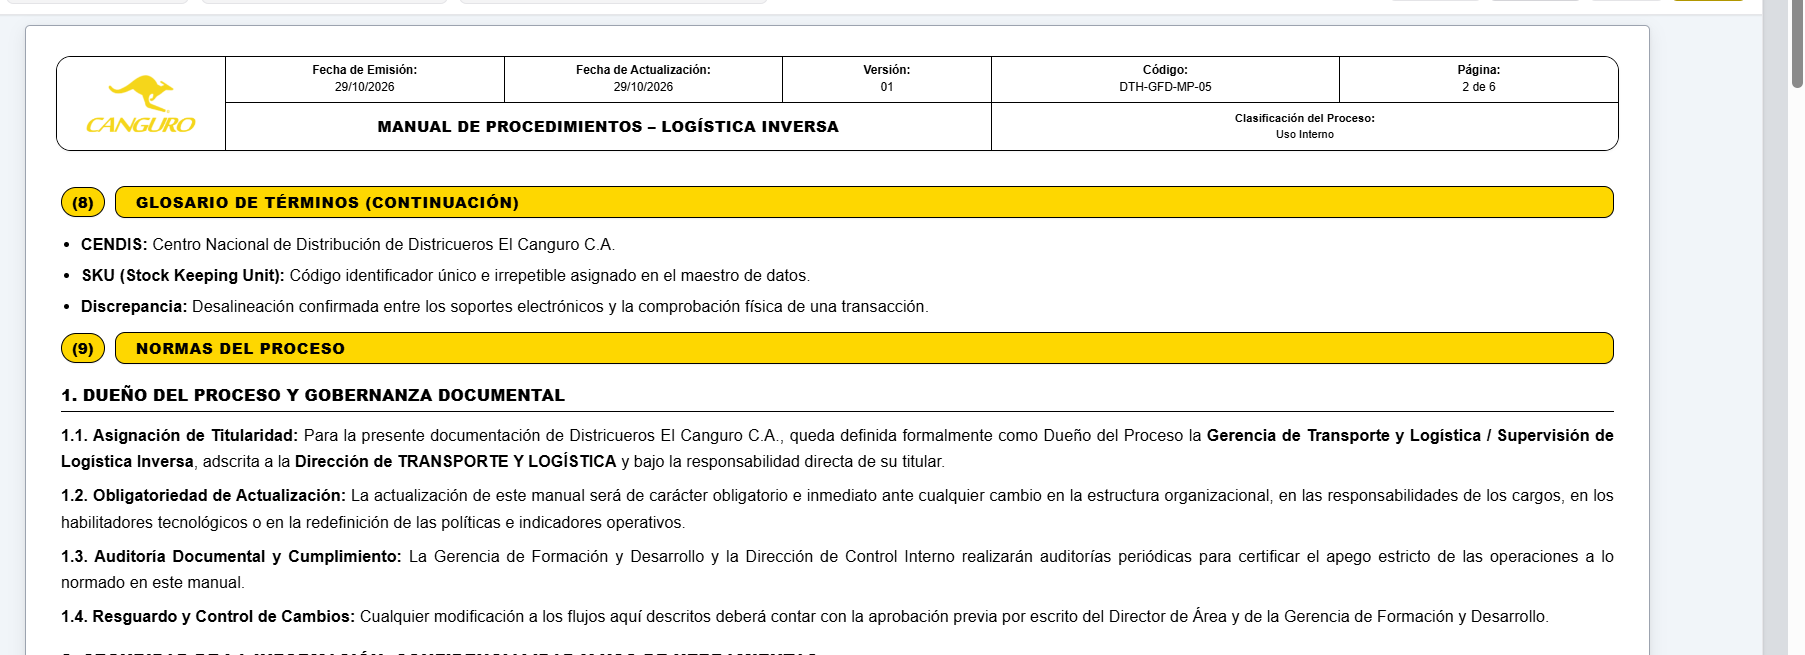 Fecha de Emisión:
29/10/2026
Fecha de Actualización:
29/10/2026
Versión:
01
Código:
DTH-GFD-MP-05
Página:
2 de 6
CANGURO
MANUAL DE PROCEDIMIENTOS – LOGÍSTICA INVERSA
Clasificación del Proceso:
Uso Interno
(8) GLOSARIO DE TÉRMINOS (CONTINUACIÓN)
• CENDIS: Centro Nacional de Distribución de Districueros El Canguro C.A.
• SKU (Stock Keeping Unit): Código identificador único e irrepetible asignado en el maestro de datos.
• Discrepancia: Desalineación confirmada entre los soportes electrónicos y la comprobación física de una transacción.
(9) NORMAS DEL PROCESO
1. DUEÑO DEL PROCESO Y GOBERNANZA DOCUMENTAL
1.1. Asignación de Titularidad: Para la presente documentación de Districueros El Canguro C.A., queda definida formalmente como Dueño del Proceso la Gerencia de Transporte y Logística / Supervisión de
Logística Inversa, adscrita a la Dirección de TRANSPORTE Y LOGÍSTICA y bajo la responsabilidad directa de su titular.
1.2. Obligatoriedad de Actualización: La actualización de este manual será de carácter obligatorio e inmediato ante cualquier cambio en la estructura organizacional, en las responsabilidades de los cargos, en los
habilitadores tecnológicos o en la redefinición de las políticas e indicadores operativos.
1.3. Auditoría Documental y Cumplimiento: La Gerencia de Formación y Desarrollo y la Dirección de Control Interno realizarán auditorías periódicas para certificar el apego estricto de las operaciones a lo
normado en este manual.
1.4. Resguardo y Control de Cambios: Cualquier modificación a los flujos aquí descritos deberá contar con la aprobación previa por escrito del Director de Área y de la Gerencia de Formación y Desarrollo.